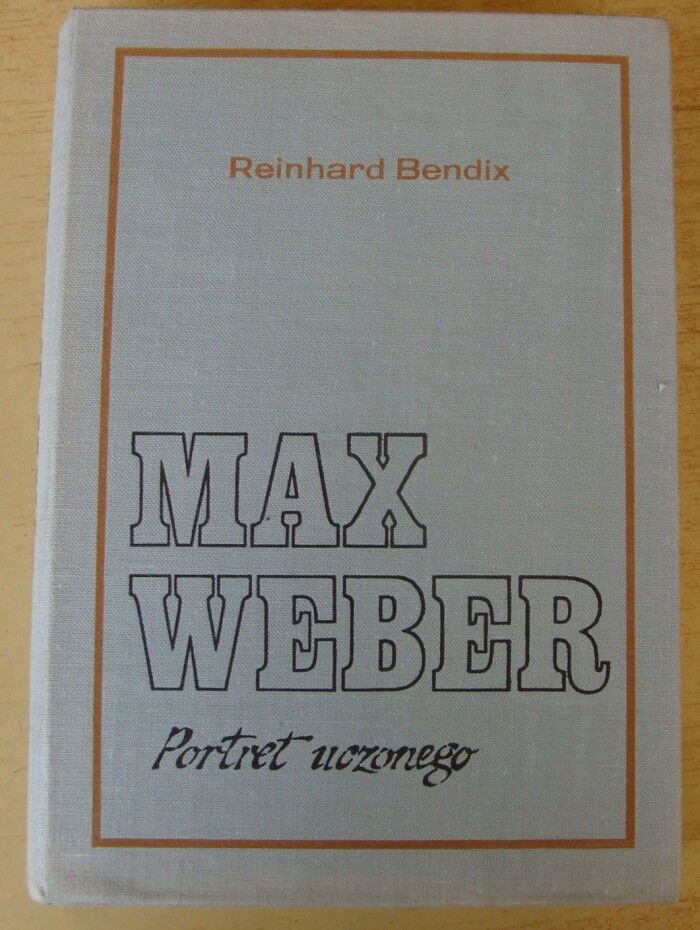 Reinhard Bendix
MAX
WEBER
Portret uczonego